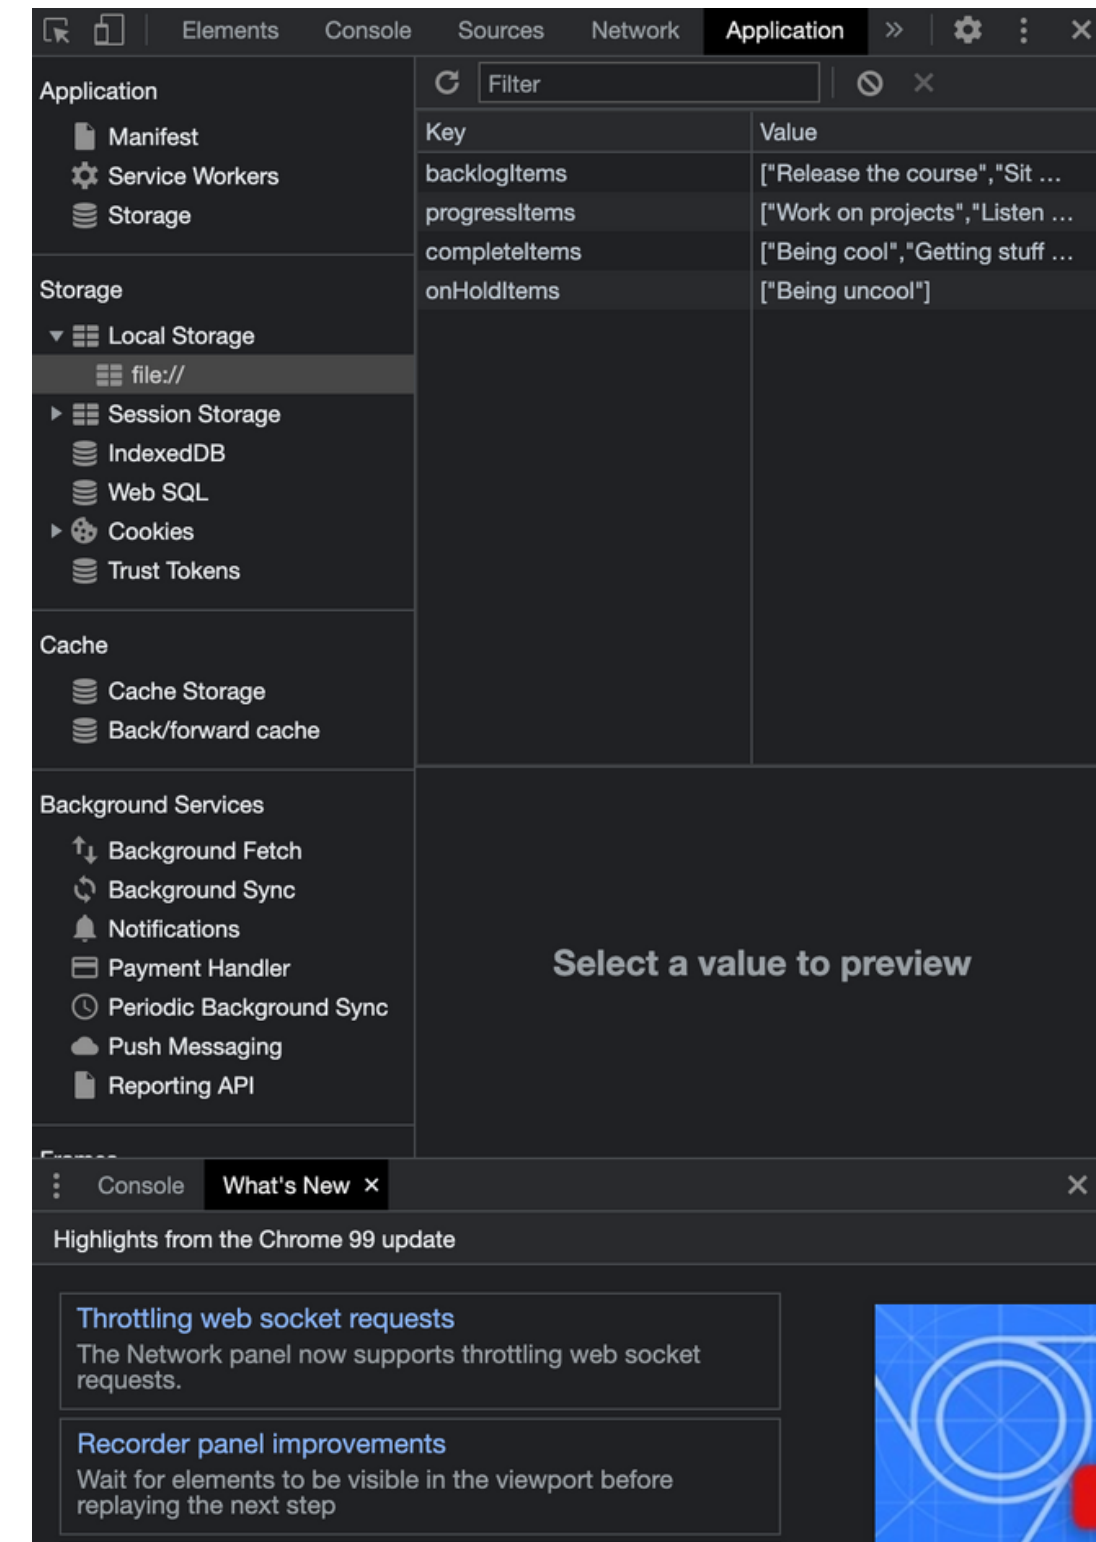 Elements Console Sources Network Application »
Application
Manifest
Service Workers
Storage
Storage
Local Storage
file://
Session Storage
IndexedDB
Web SQL
Cookies
Trust Tokens
Cache
Cache Storage
Back/forward cache
Background Services
Background Fetch
Background Sync
Notifications
Payment Handler
Periodic Background Sync
Push Messaging
Reporting API
Frames
Filter
Key Value
backlogItems ["Release the course","Sit …
progressItems ["Work on projects","Listen …
completeItems ["Being cool","Getting stuff …
onHoldItems ["Being uncool"]
Select a value to preview
Console What's New ×
Highlights from the Chrome 99 update
Throttling web socket requests
The Network panel now supports throttling web socket
requests.
Recorder panel improvements
Wait for elements to be visible in the viewport before
replaying the next step